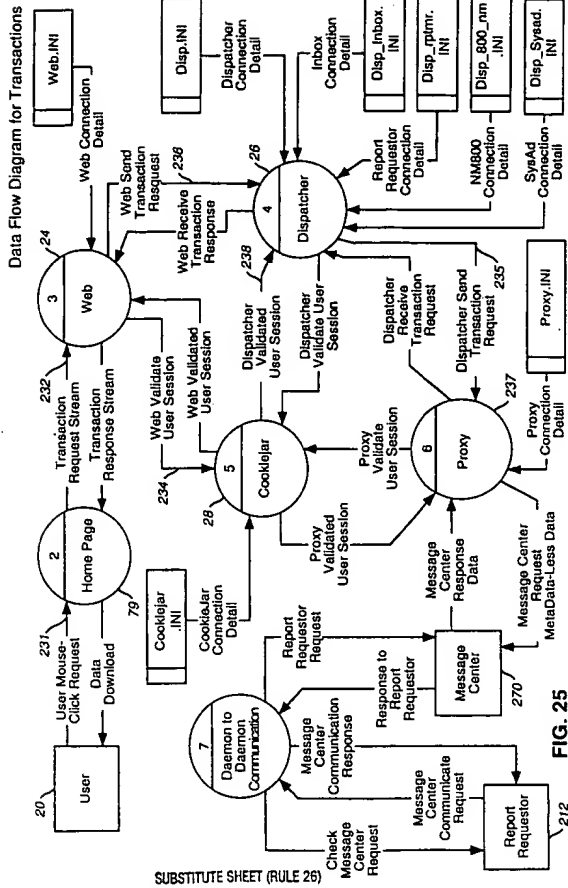 Data Flow Diagram for Transactions
20
User
231
User Mouse-
Click Request
Data
Download
2
Home Page
79
232
Transaction
Request Stream
Transaction
Response Stream
24
3
Web
Web Connection
Detail
Web.INI
Web Send
Transaction
Resquest
238
Web Receive
Transaction
Response
Web Validated
User Session
Web Validate
User Session
234
Disp.INI
Dispatcher
Connection
Detail
26
4
Dispatcher
Inbox
Connection
Detail
Disp_Inbox.
INI
Report
Requestor
Connection
Detail
Disp_rptmr.
INI
NM800
Connection
Detail
Disp_800_nm
.INI
SysAd
Connection
Detail
Disp_Sysad.
INI
238
Dispatcher
Validated
User Session
Dispatcher
Validate User
Session
28
5
Cookiejar
Cookiejar
.INI
CookieJar
Connection
Detail
Dispatcher
Receive
Transaction
Request
Dispatcher Send
Transaction
Request
235
Proxy
Validate
User Session
Proxy
Validated
User Session
6
Proxy
237
Proxy
Connection
Detail
Proxy.INI
Message Center
Response
Data
Message Center
Request
MetaData-Less Data
Message
Center
270
7
Daemon to
Daemon
Communication
Report
Requestor
Request
Response to
Report
Requestor
Message
Center
Communication
Response
Message
Center
Communicate
Request
Check
Message
Center
Request
Report
Requestor
212
FIG. 25
SUBSTITUTE SHEET (RULE 26)